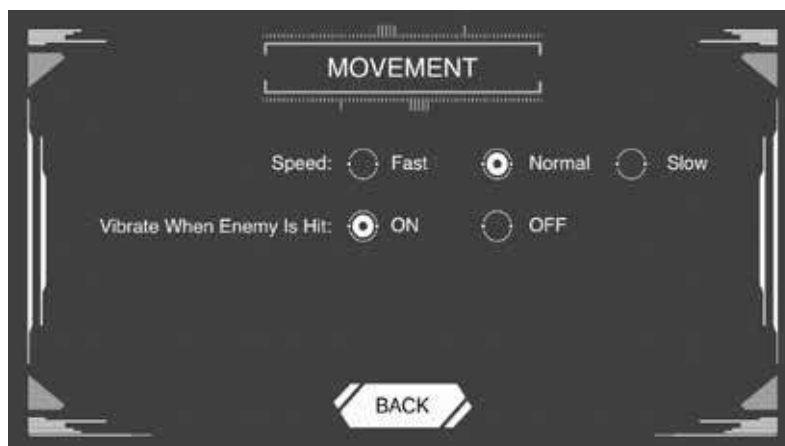 MOVEMENT
Speed: Fast Normal Slow
Vibrate When Enemy Is Hit: ON OFF
BACK